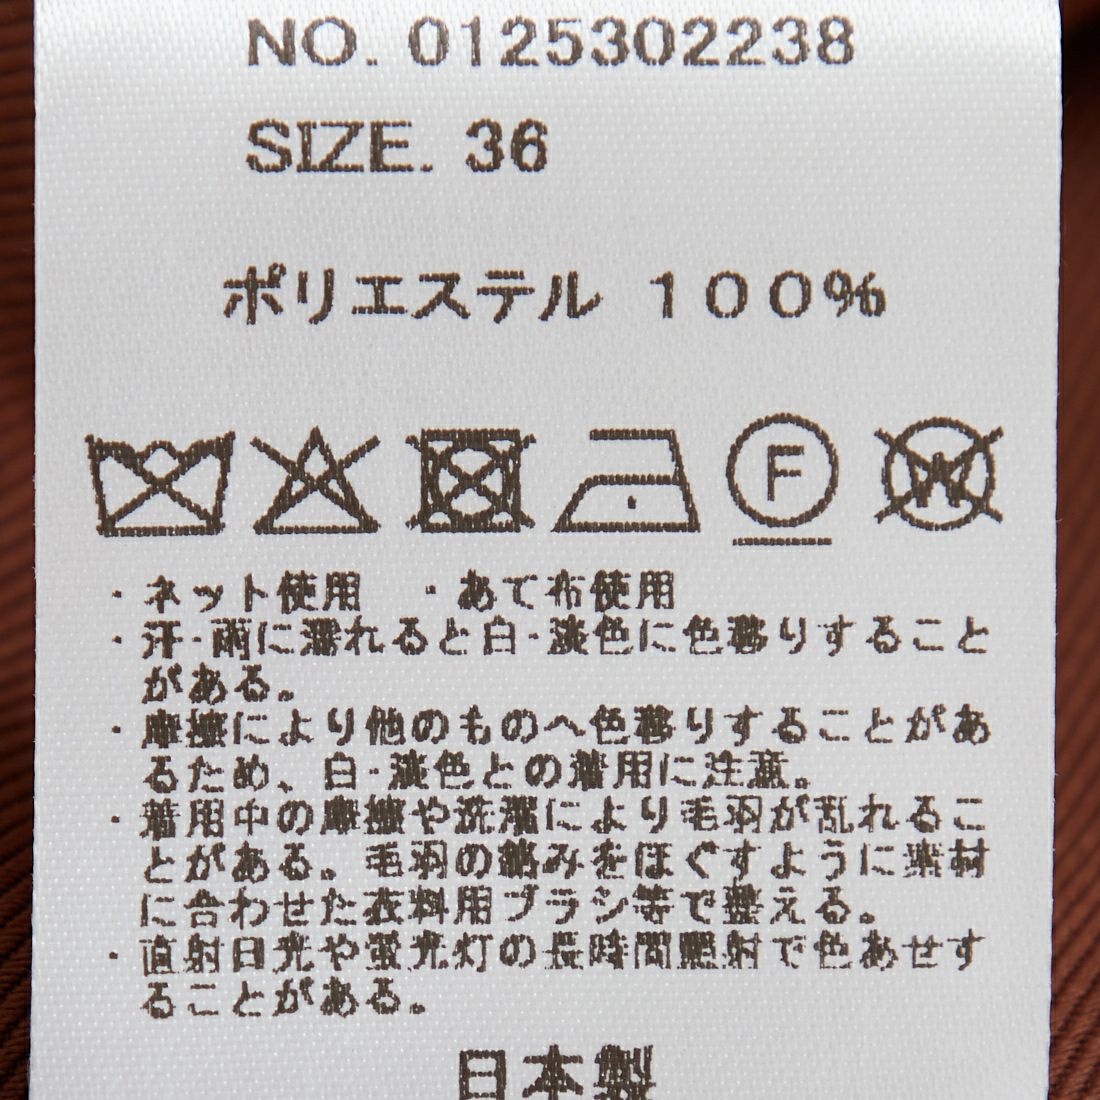 NO. 0125302238
SIZE. 36
ポリエステル 100%
F
W
・ネット使用 ・あて布使用
・汗・雨に濡れると白・淡色に色移りすること
がある。
・摩擦により他のものへ色移りすることがあ
るため、白・淡色との着用に注意。
・着用中の摩擦や洗濯により毛羽が乱れるこ
とがある。毛羽の絡みをほぐすように素材
に合わせた衣料用ブラシ等で整える。
・直射日光や蛍光灯の長時間照射で色あせす
ることがある。
日本製